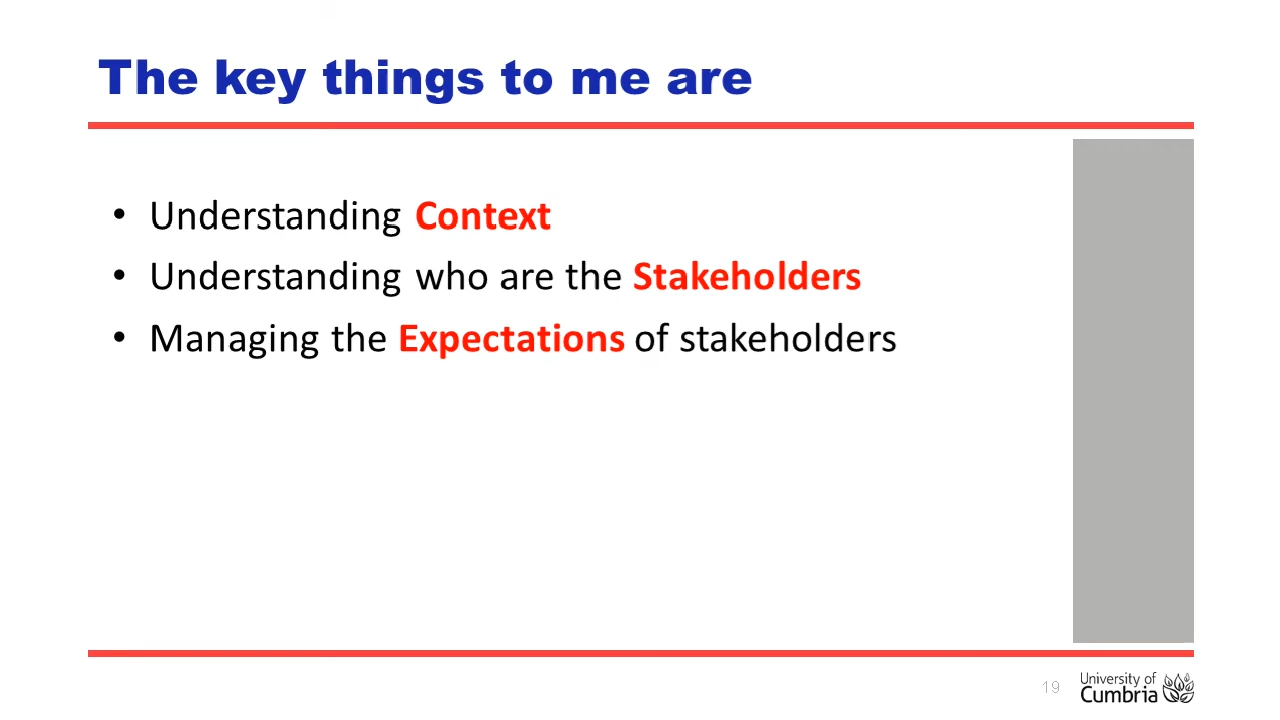 The key things to me are
• Understanding Context
• Understanding who are the Stakeholders
• Managing the Expectations of stakeholders
19
University of
Cumbria